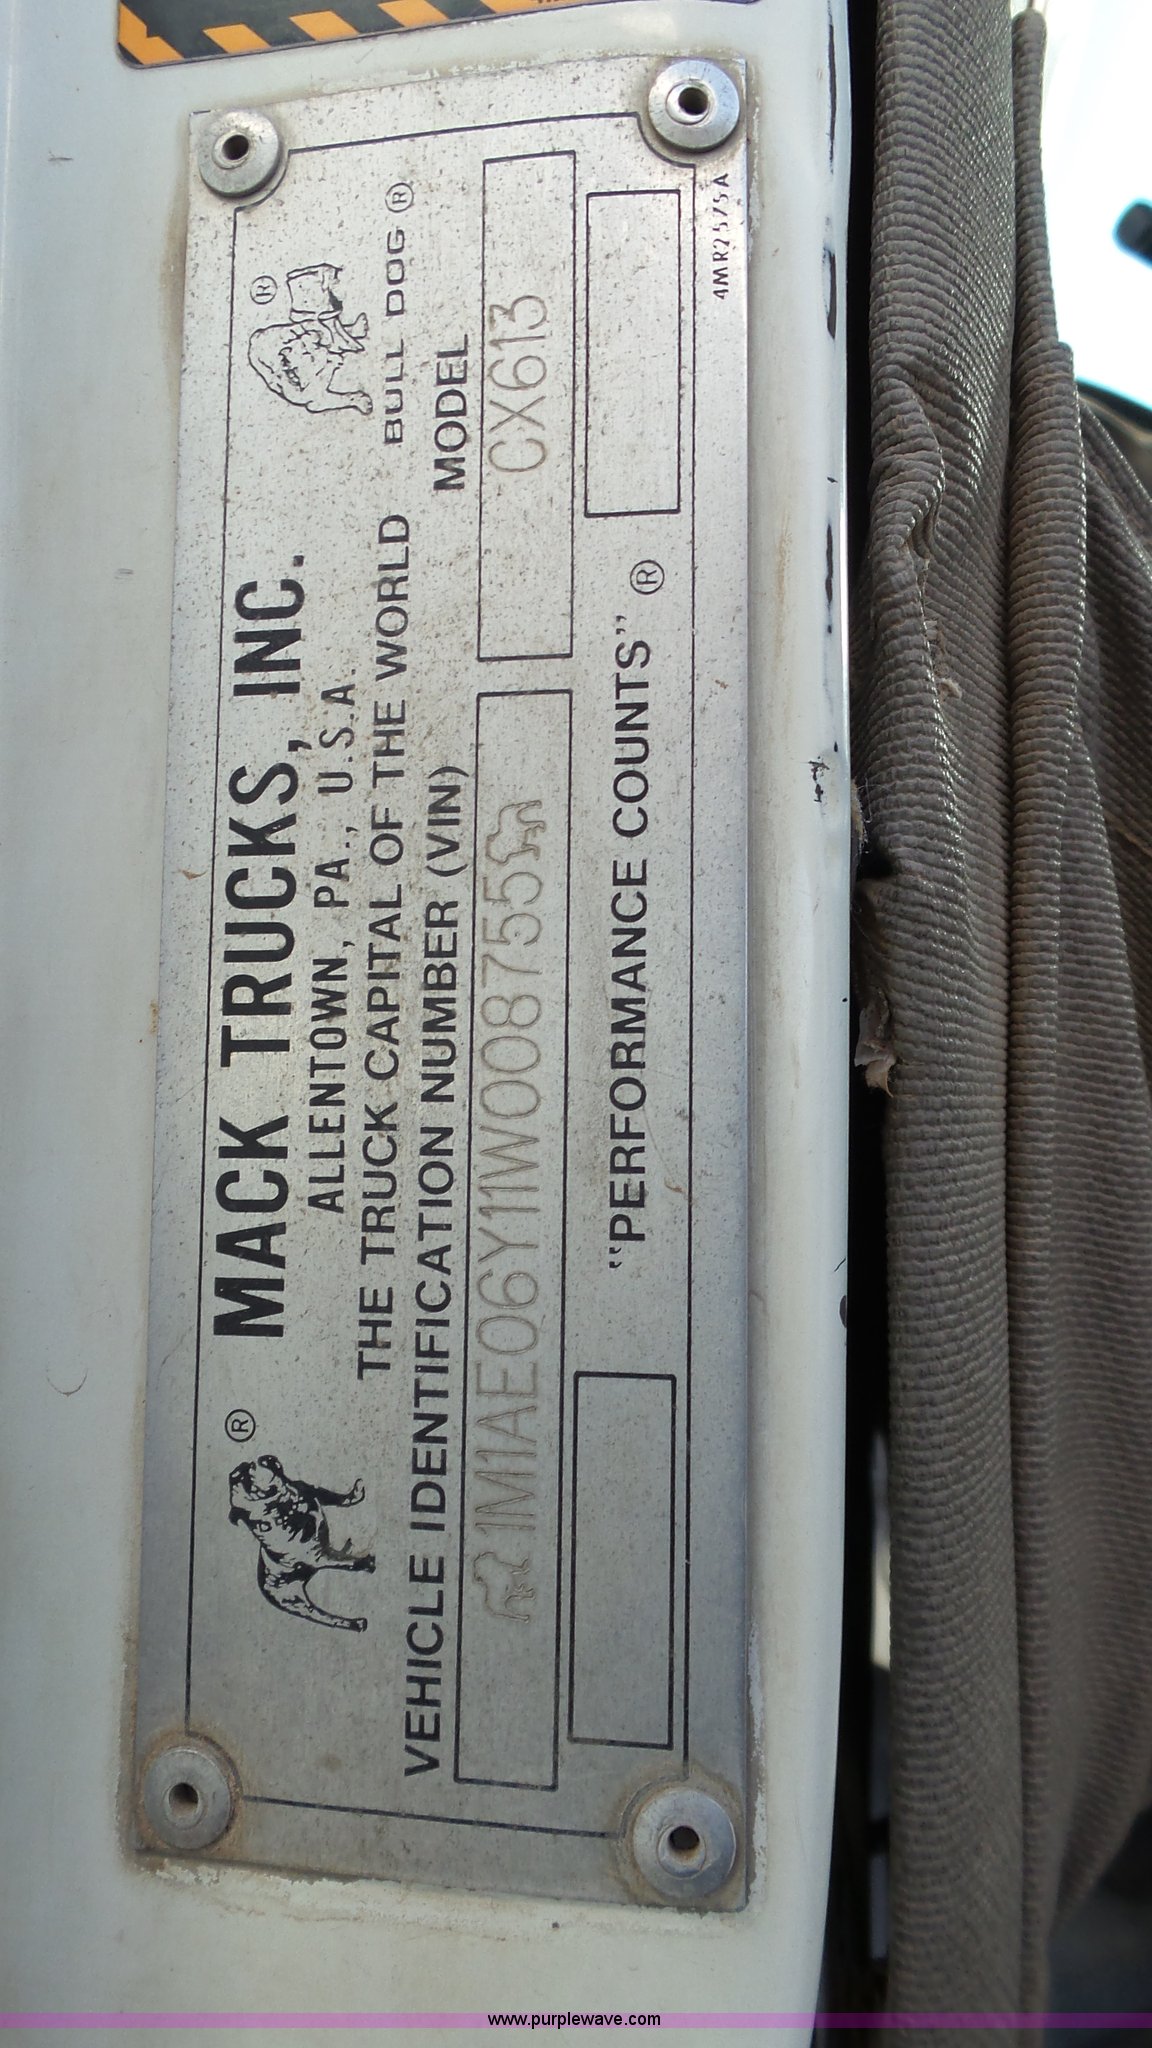 MACK TRUCKS, INC.
ALLENTOWN, PA., U.S.A.
THE TRUCK CAPITAL OF THE WORLD
BULL DOG ®
VEHICLE IDENTIFICATION NUMBER (VIN)
MODEL
1M1AE06Y11W008755
CX613
"PERFORMANCE COUNTS" ®
4MR2575A
www.purplewave.com